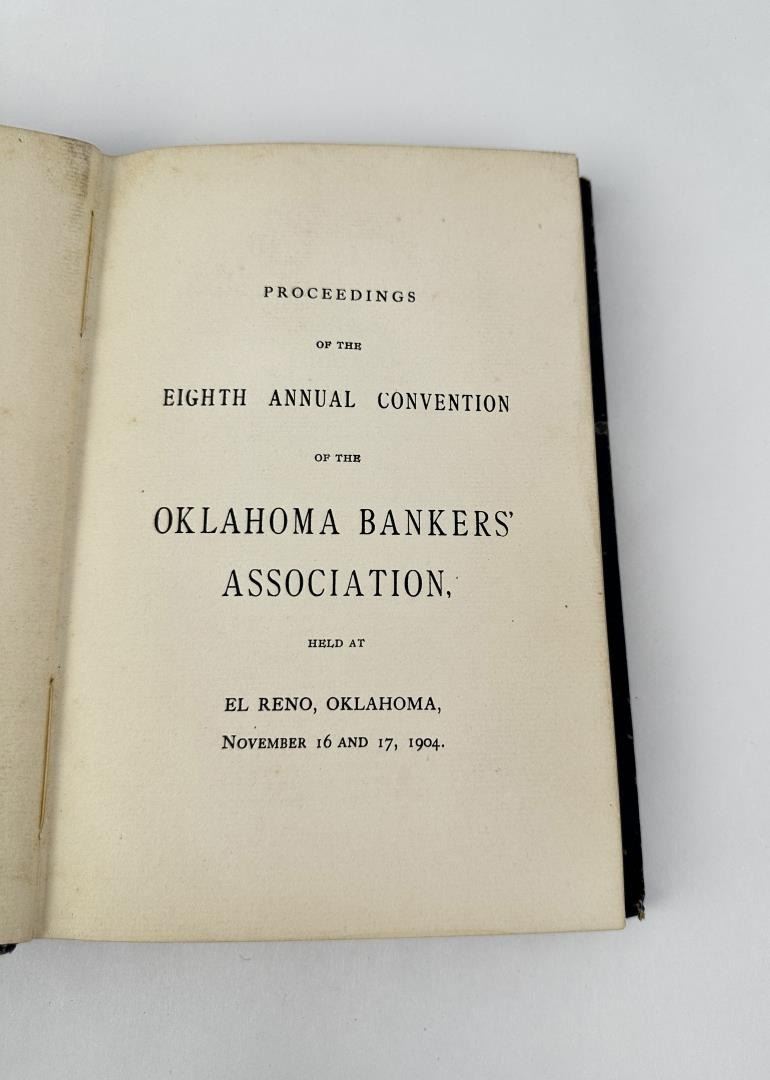 PROCEEDINGS
OF THE
EIGHTH ANNUAL CONVENTION
OF THE
OKLAHOMA BANKERS'
ASSOCIATION,
HELD AT
EL RENO, OKLAHOMA,
NOVEMBER 16 AND 17, 1904.